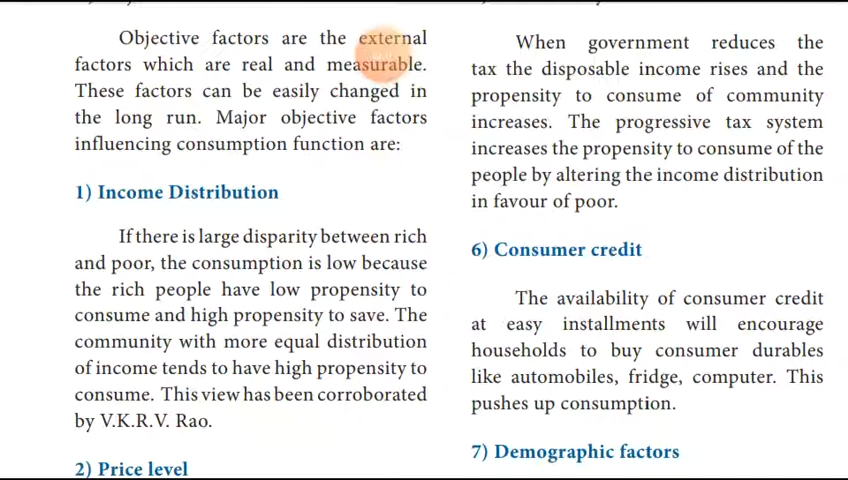 Objective factors are the external
factors which are real and measurable.
These factors can be easily changed in
the long run. Major objective factors
influencing consumption function are:
1) Income Distribution
If there is large disparity between rich
and poor, the consumption is low because
the rich people have low propensity to
consume and high propensity to save. The
community with more equal distribution
of income tends to have high propensity to
consume. This view has been corroborated
by V.K.R.V. Rao.
2) Price level
When government reduces the
tax the disposable income rises and the
propensity to consume of community
increases. The progressive tax system
increases the propensity to consume of the
people by altering the income distribution
in favour of poor.
6) Consumer credit
The availability of consumer credit
at easy installments will encourage
households to buy consumer durables
like automobiles, fridge, computer. This
pushes up consumption.
7) Demographic factors